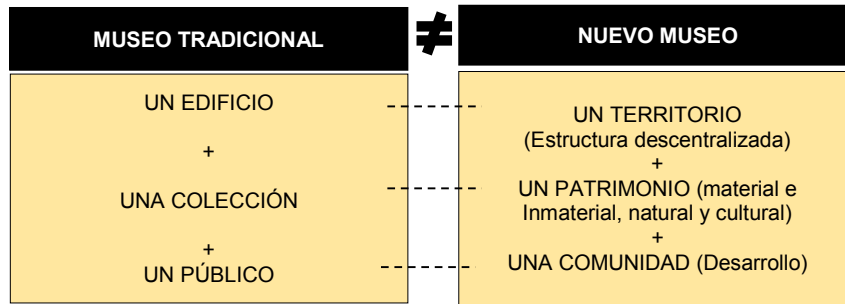 MUSEO TRADICIONAL
≠
NUEVO MUSEO
UN EDIFICIO
+
UNA COLECCIÓN
+
UN PÚBLICO
UN TERRITORIO
(Estructura descentralizada)
+
UN PATRIMONIO (material e
Inmaterial, natural y cultural)
+
UNA COMUNIDAD (Desarrollo)